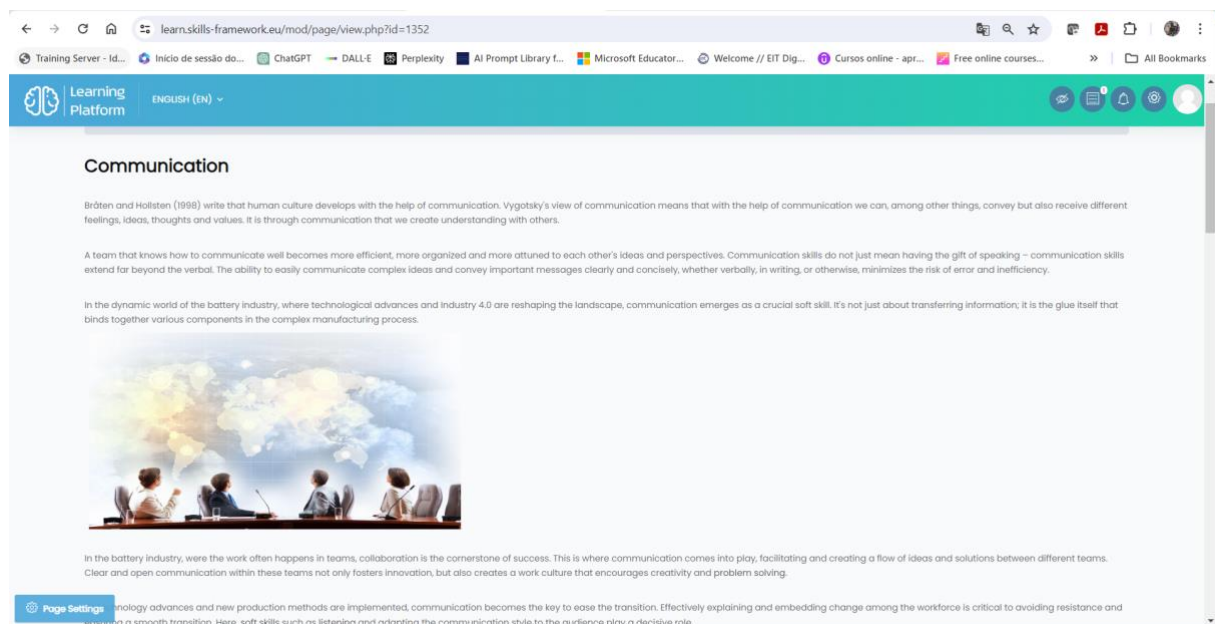 learn.skills-framework.eu/mod/page/view.php?id=1352
Training Server - Id... Início de sessão do... ChatGPT DALL-E Perplexity AI Prompt Library f... Microsoft Educator... Welcome // EIT Dig... Cursos online - apr... Free online courses... » All Bookmarks
Learning
Platform
ENGLISH (EN)
1
Communication
Bråten and Hollsten (1998) write that human culture develops with the help of communication. Vygotsky's view of communication means that with the help of communication we can, among other things, convey but also receive different
feelings, ideas, thoughts and values. It is through communication that we create understanding with others.
A team that knows how to communicate well becomes more efficient, more organized and more attuned to each other's ideas and perspectives. Communication skills do not just mean having the gift of speaking – communication skills
extend far beyond the verbal. The ability to easily communicate complex ideas and convey important messages clearly and concisely, whether verbally, in writing, or otherwise, minimizes the risk of error and inefficiency.
In the dynamic world of the battery industry, where technological advances and Industry 4.0 are reshaping the landscape, communication emerges as a crucial soft skill. It's not just about transferring information; it is the glue itself that
binds together various components in the complex manufacturing process.
In the battery industry, were the work often happens in teams, collaboration is the cornerstone of success. This is where communication comes into play, facilitating and creating a flow of ideas and solutions between different teams.
Clear and open communication within these teams not only fosters innovation, but also creates a work culture that encourages creativity and problem solving.
Page Settings
nology advances and new production methods are implemented, communication becomes the key to ease the transition. Effectively explaining and embedding change among the workforce is critical to avoiding resistance and
a smooth transition. Here, soft skills such as listening and adapting the communication style to the audience play a decisive role.